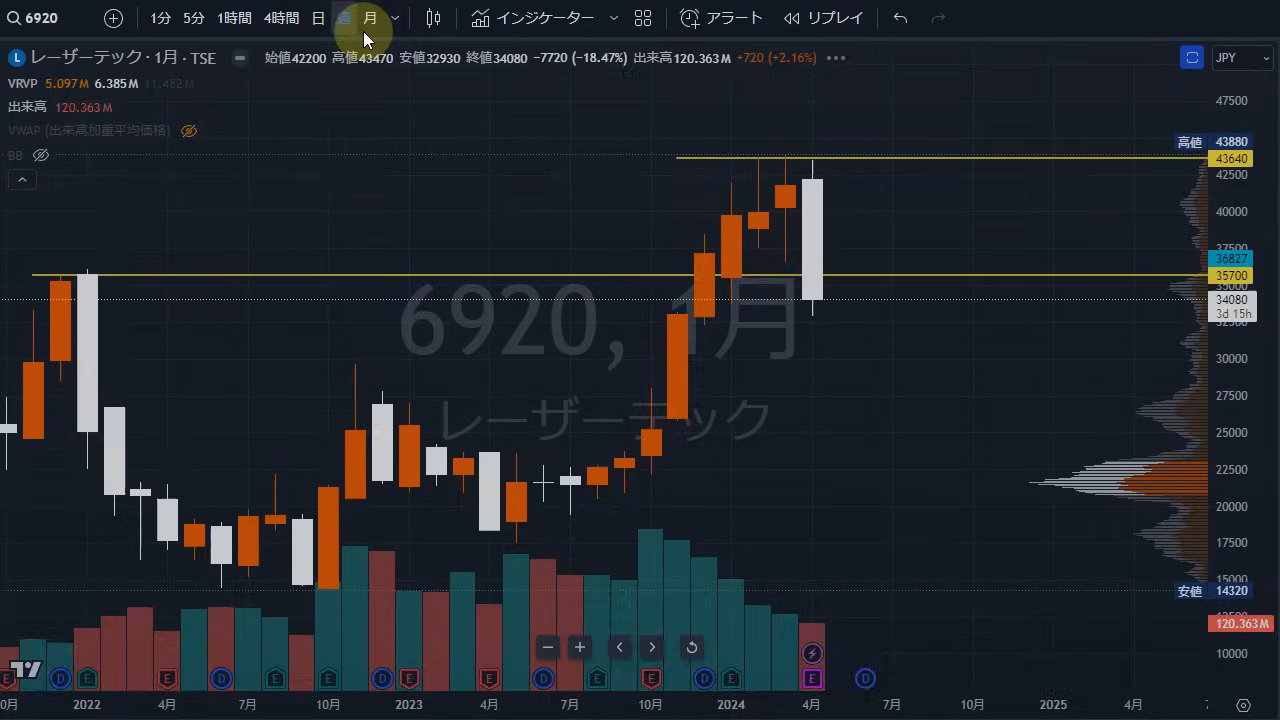 6920 1分 5分 1時間 4時間 日 週 月 インジケーター アラート リプレイ
L レーザーテック · 1月 · TSE 始値42200 高値43470 安値32930 終値34080 −7720 (−18.47%) 出来高120.363M +720 (+2.16%) JPY
VRVP 5.097M 6.385M 11.482M
出来高 120.363M
VWAP (出来高加重平均価格)
BB
47500
高値 43880
43640
42500
40000
37500
36827
35700
35000
34080
3d 15h
32500
30000
27500
25000
22500
20000
17500
15000
安値 14320
12500
120.363M
10000
6920, 1月
レーザーテック
E D E E D E E D E E D E E D E E D
2022 4月 7月 10月 2023 4月 7月 10月 2024 4月 7月 10月 2025 4月